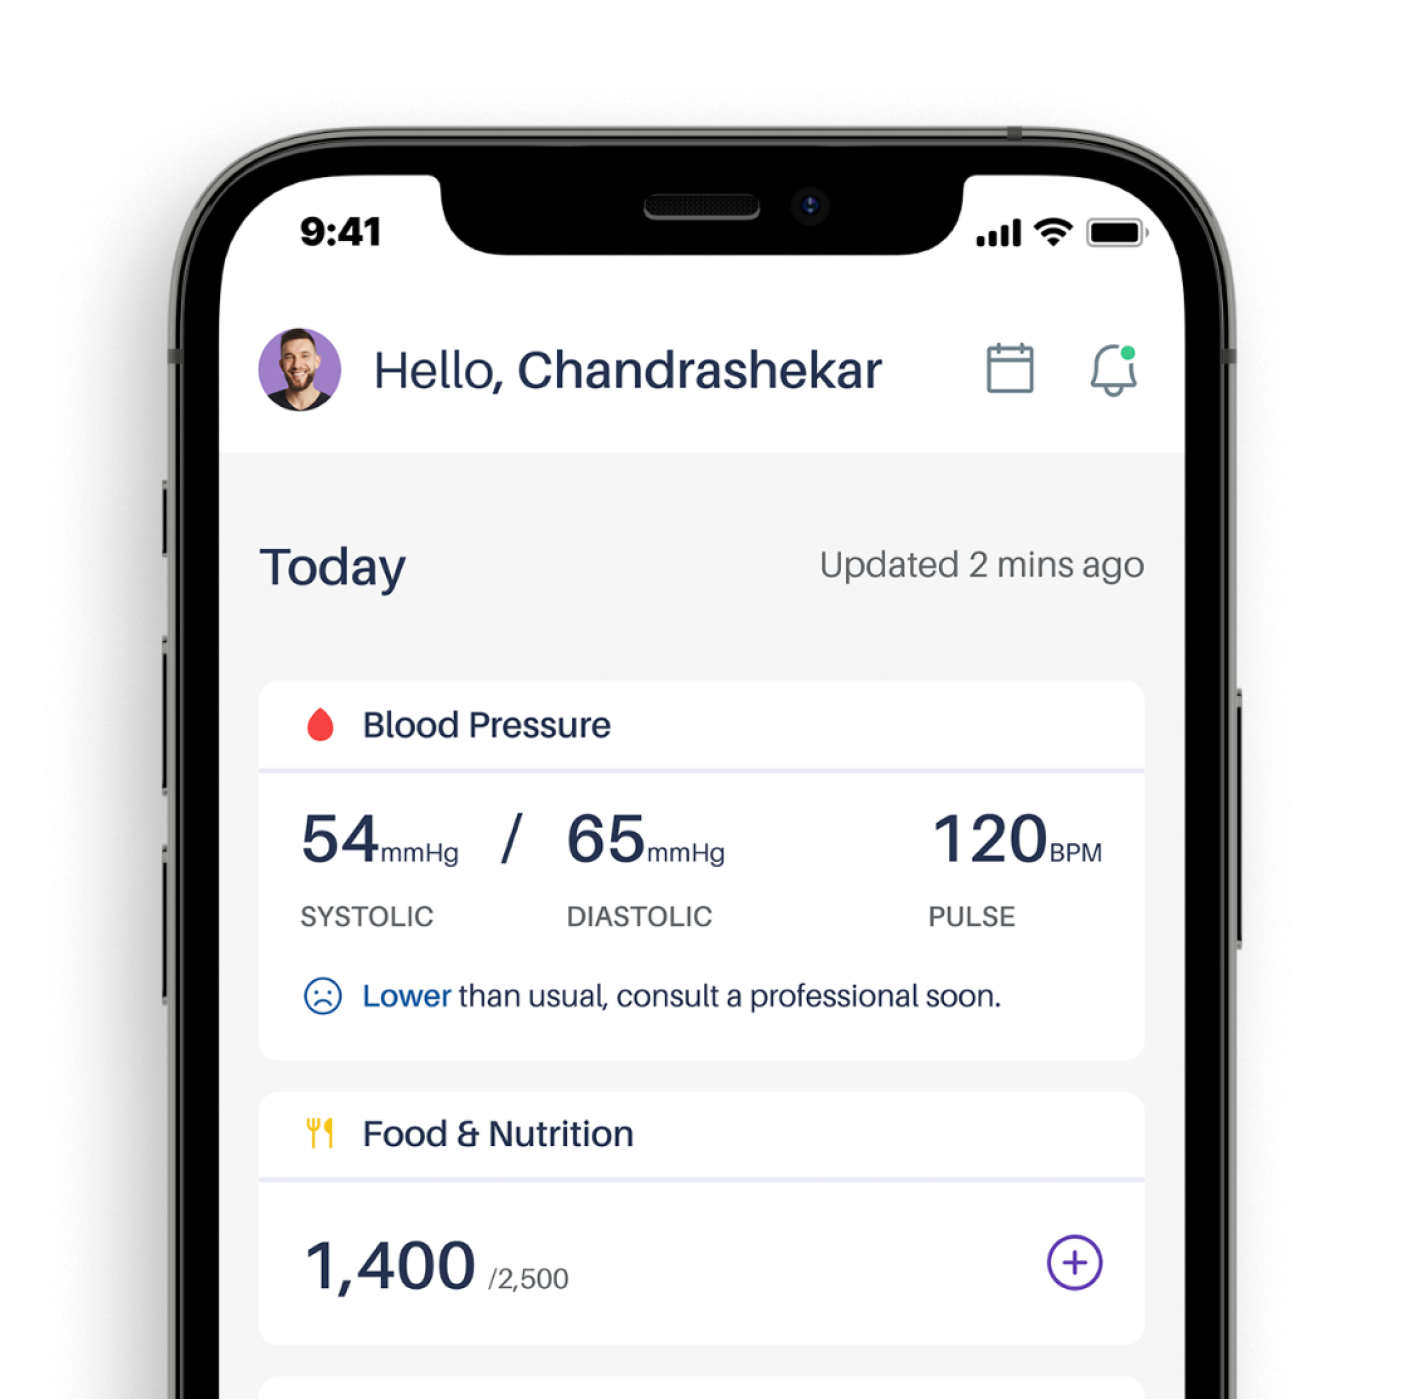 9:41
Hello, Chandrashekar
Today
Updated 2 mins ago
Blood Pressure
54mmHg / 65mmHg 120BPM
SYSTOLIC DIASTOLIC PULSE
Lower than usual, consult a professional soon.
Food & Nutrition
1,400 /2,500